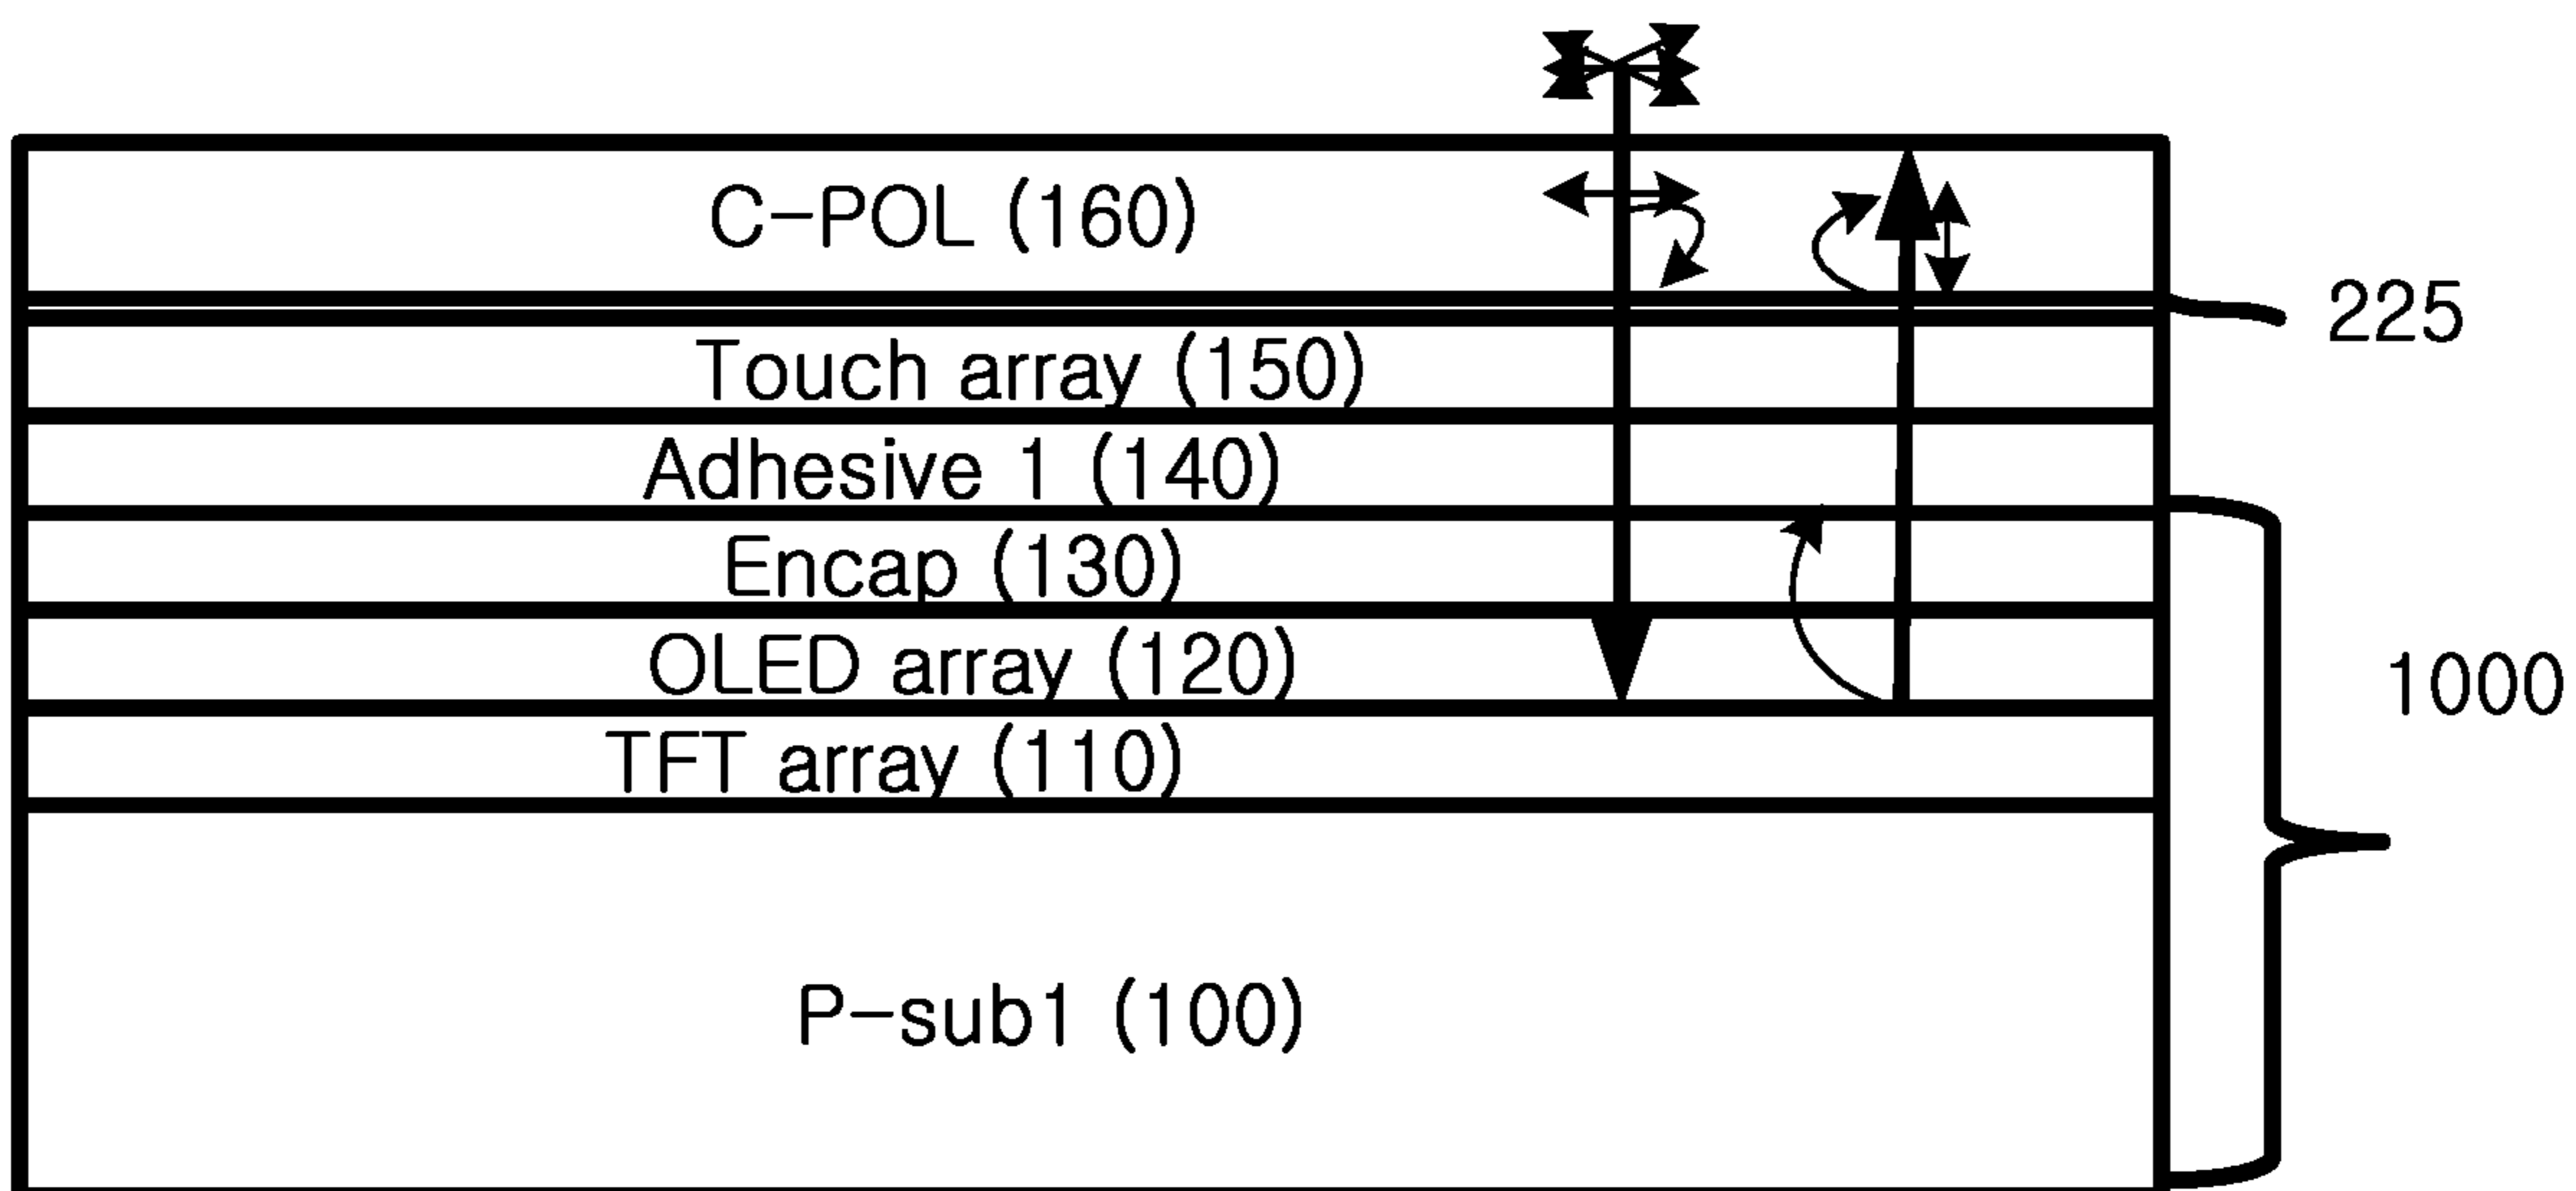 C-POL (160)
225
Touch array (150)
Adhesive 1 (140)
Encap (130)
OLED array (120)
1000
TFT array (110)
P-sub1 (100)